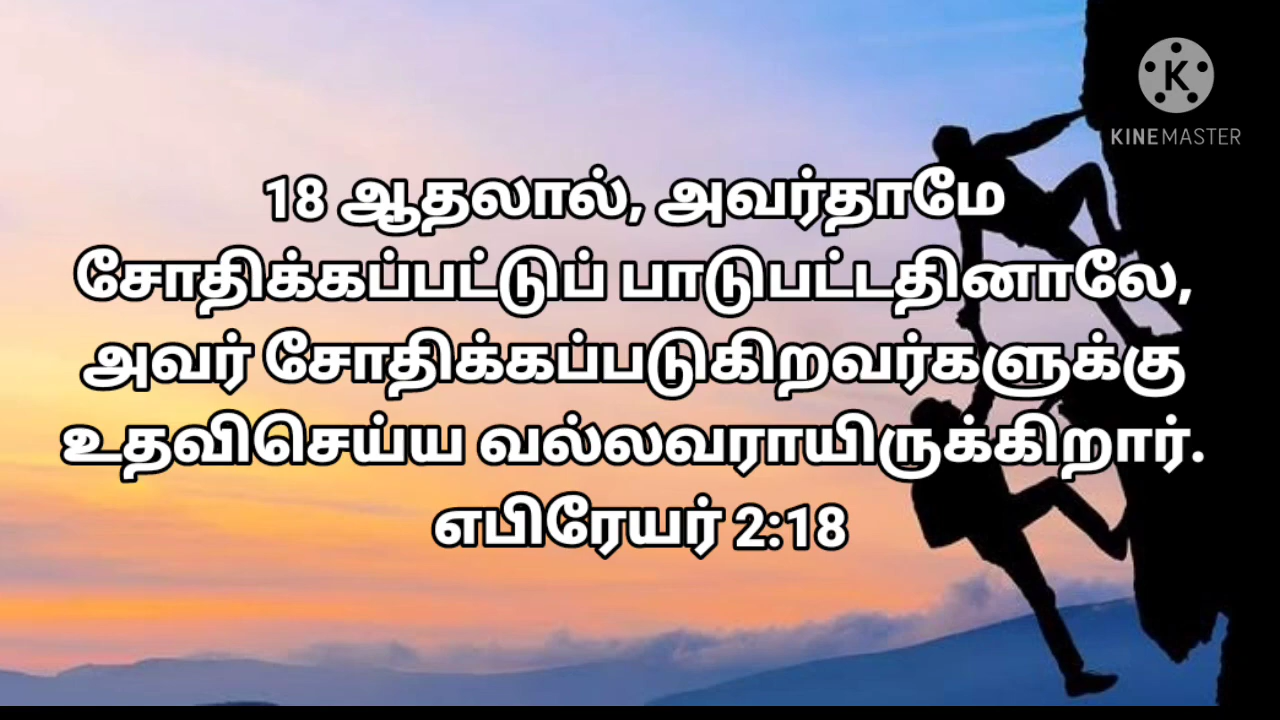 KINEMASTER
18 ஆதலால், அவர்தாமே
சோதிக்கப்பட்டுப் பாடுபட்டதினாலே,
அவர் சோதிக்கப்படுகிறவர்களுக்கு
உதவிசெய்ய வல்லவராயிருக்கிறார்.
எபிரேயர் 2:18